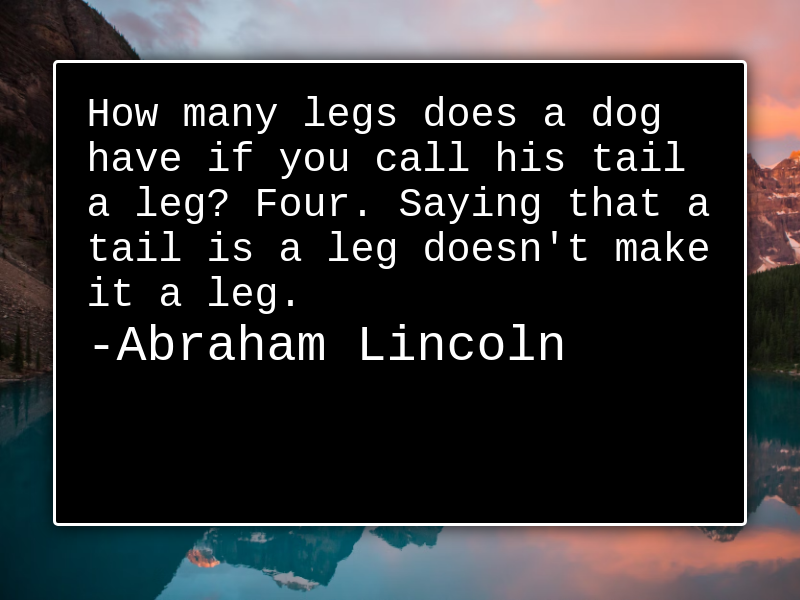 How many legs does a dog
have if you call his tail
a leg? Four. Saying that a
tail is a leg doesn't make
it a leg.
-Abraham Lincoln